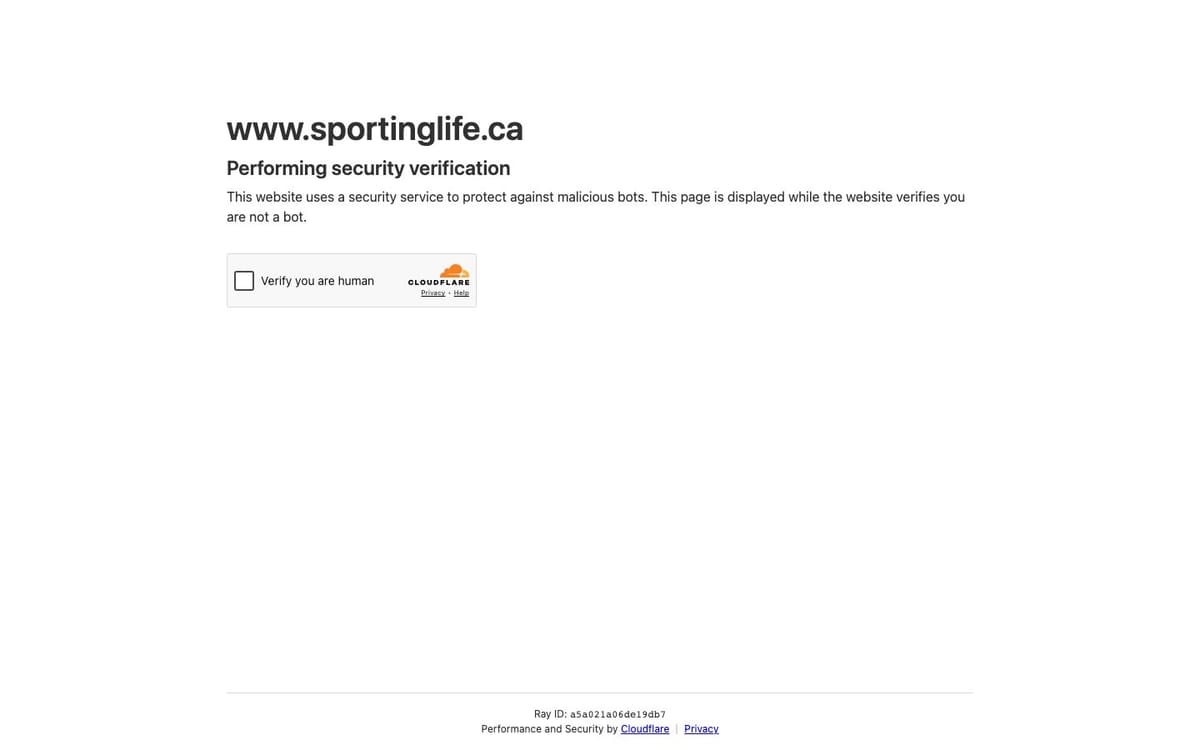 www.sportinglife.ca
Performing security verification
This website uses a security service to protect against malicious bots. This page is displayed while the website verifies you
are not a bot.
Verify you are human
CLOUDFLARE
Privacy • Help
Ray ID: a5a021a06de19db7
Performance and Security by Cloudflare | Privacy